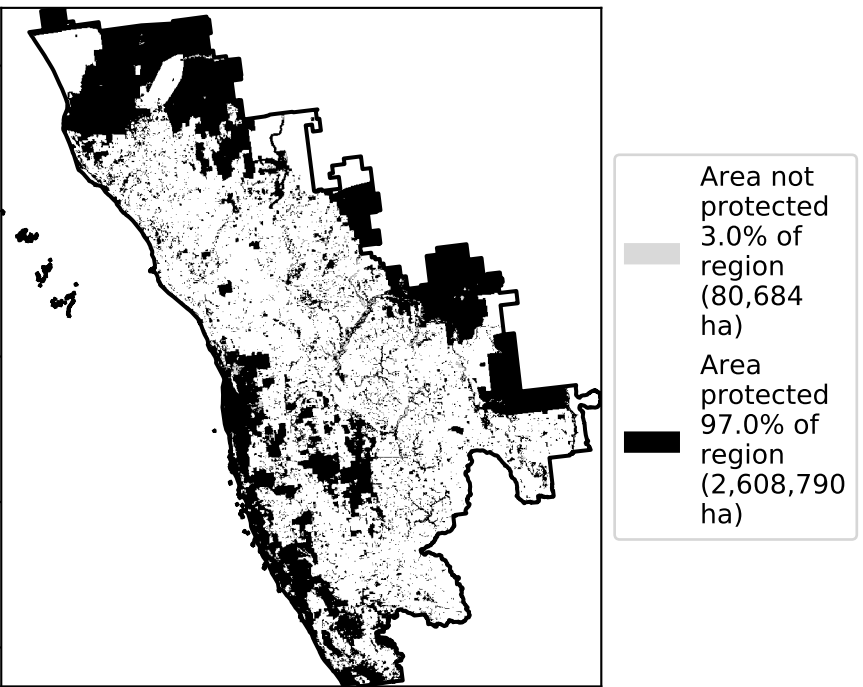 Area not
protected
3.0% of
region
(80,684
ha)
Area
protected
97.0% of
region
(2,608,790
ha)